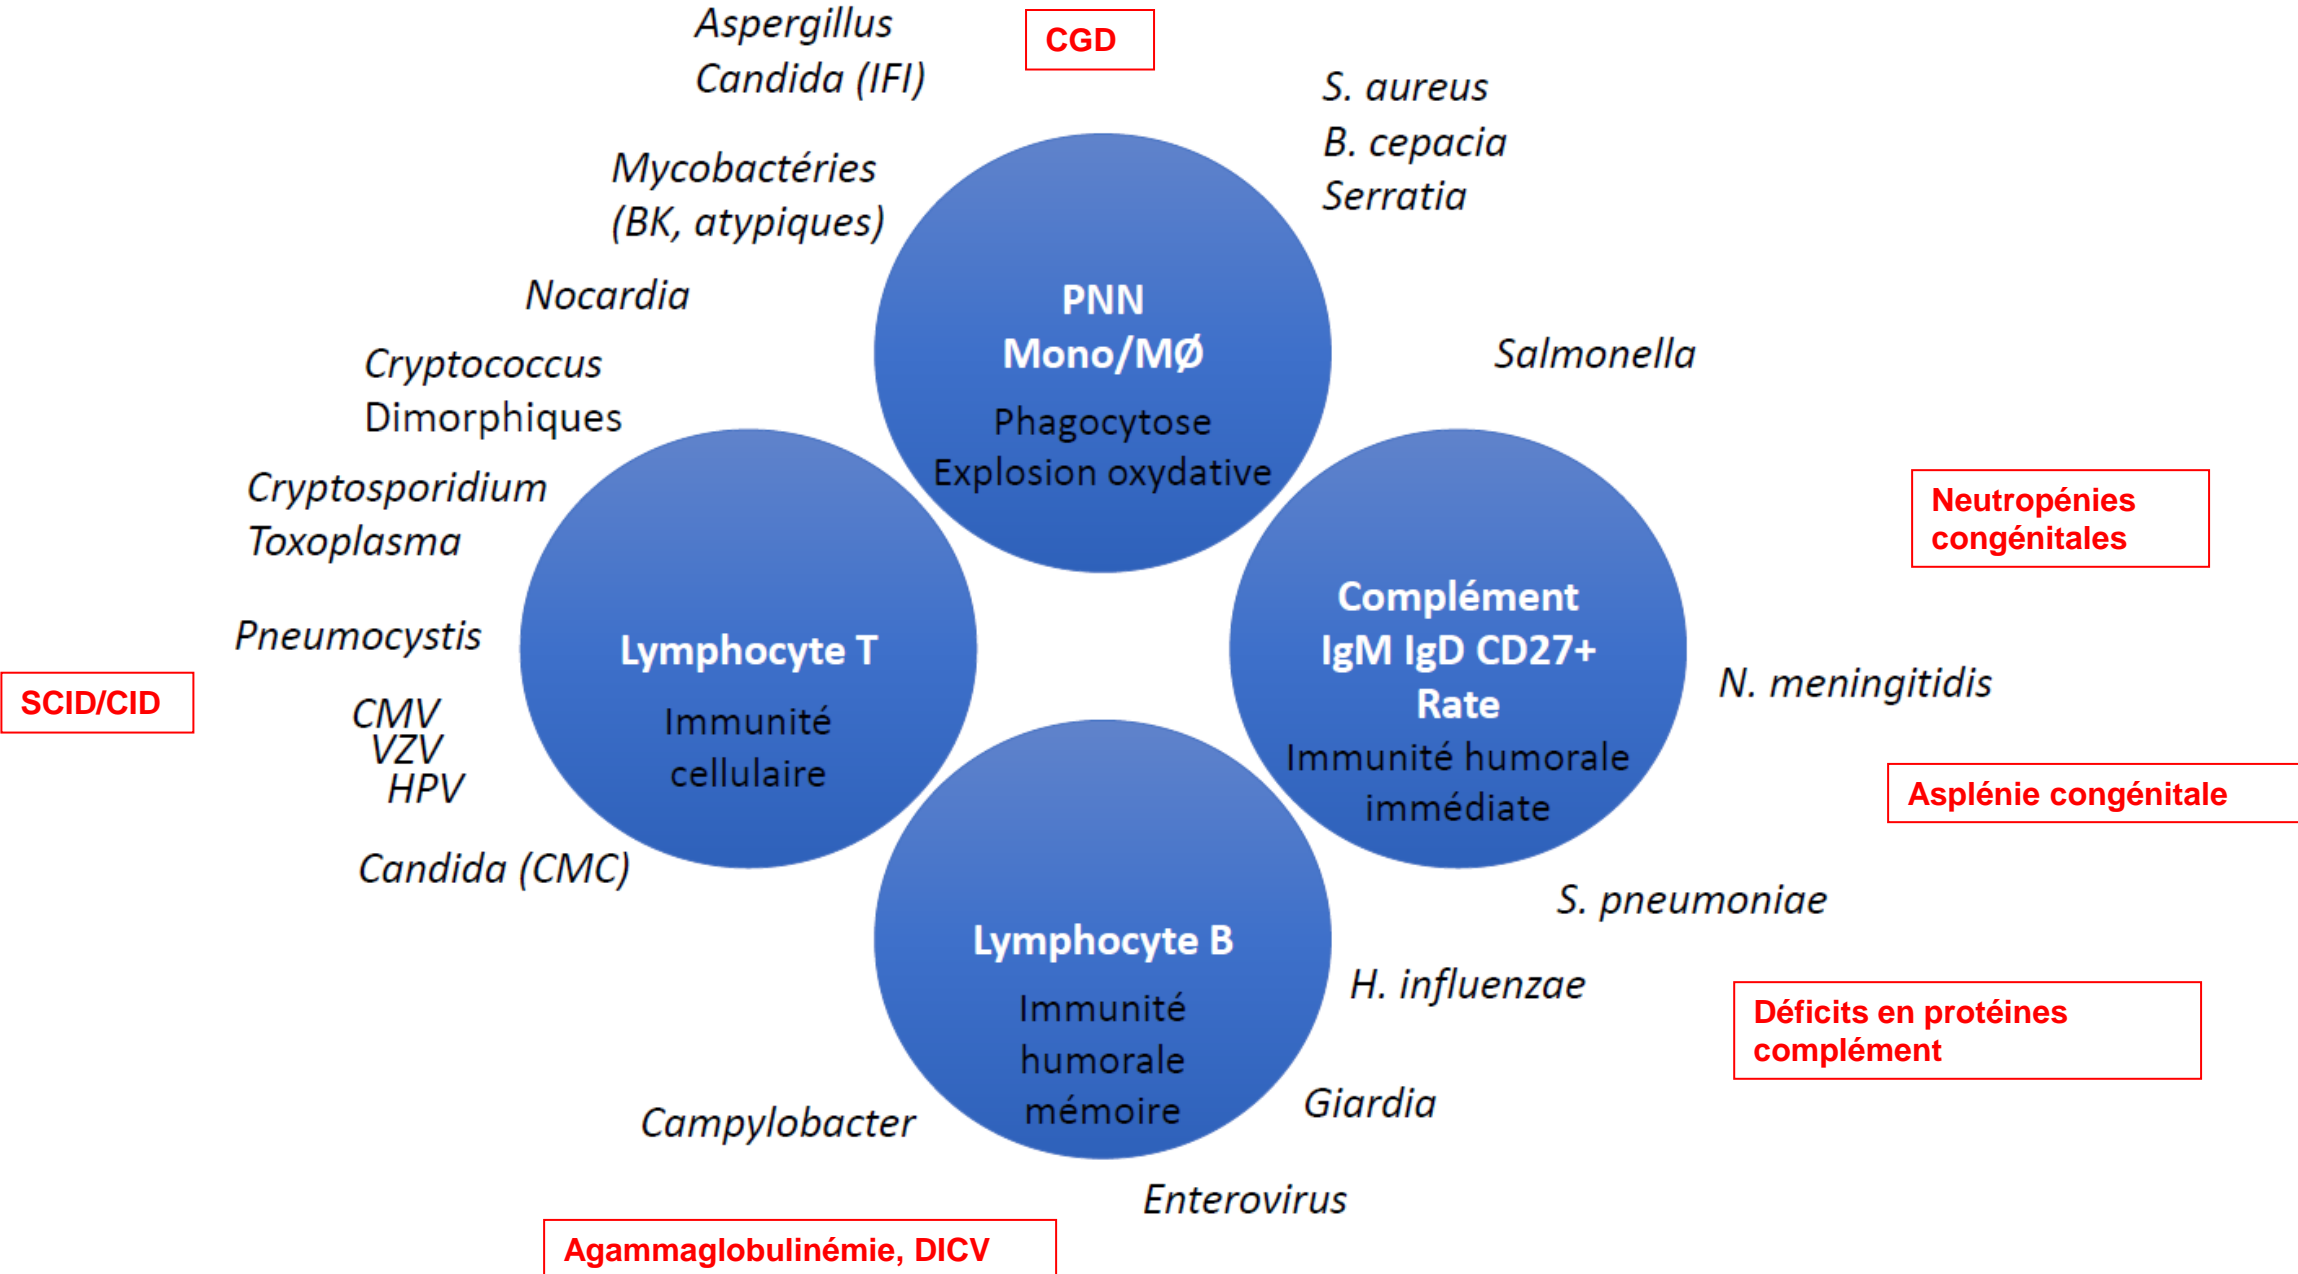 Aspergillus
Candida (IFI)
CGD
S. aureus
B. cepacia
Serratia
Mycobactéries
(BK, atypiques)
Nocardia
PNN
Mono/MØ
Phagocytose
Explosion oxydative
Salmonella
Cryptococcus
Dimorphiques
Cryptosporidium
Toxoplasma
Neutropénies
congénitales
Pneumocystis
Lymphocyte T
Immunité
cellulaire
Complément
IgM IgD CD27+
Rate
Immunité humorale
immédiate
N. meningitidis
SCID/CID
CMV
VZV
HPV
Asplénie congénitale
Candida (CMC)
S. pneumoniae
Lymphocyte B
Immunité
humorale
mémoire
H. influenzae
Déficits en protéines
complément
Giardia
Campylobacter
Enterovirus
Agammaglobulinémie, DICV